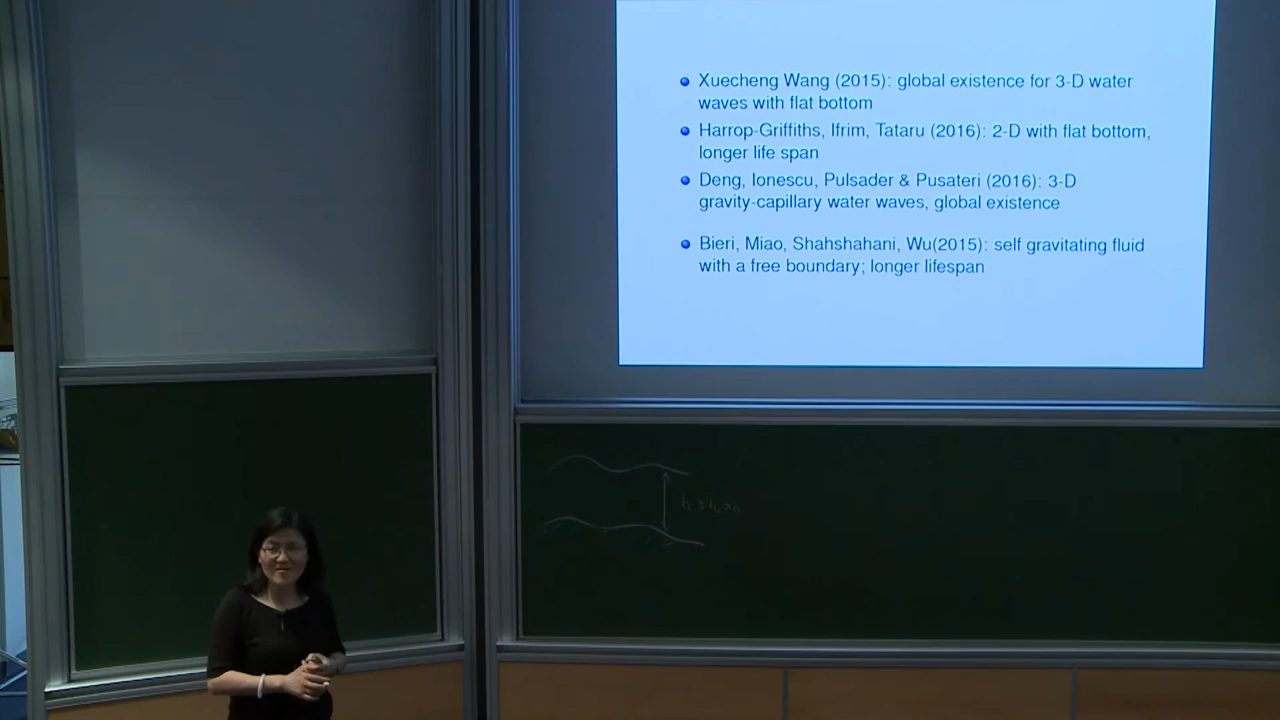 Xuecheng Wang (2015): global existence for 3-D water
waves with flat bottom
Harrop-Griffiths, Ifrim, Tataru (2016): 2-D with flat bottom,
longer life span
Deng, Ionescu, Pulsader & Pusateri (2016): 3-D
gravity-capillary water waves, global existence
Bieri, Miao, Shahshahani, Wu(2015): self gravitating fluid
with a free boundary; longer lifespan